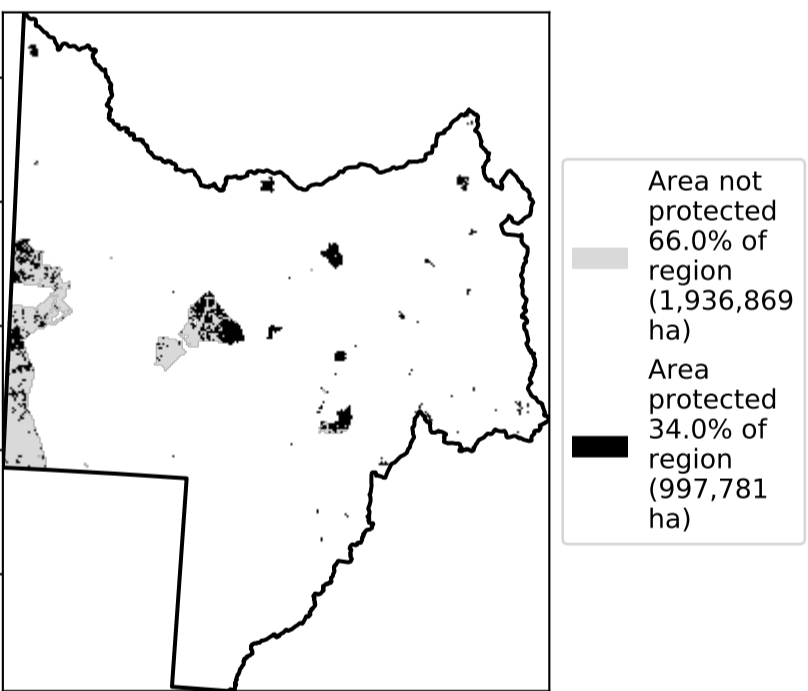 Area not
protected
66.0% of
region
(1,936,869
ha)
Area
protected
34.0% of
region
(997,781
ha)